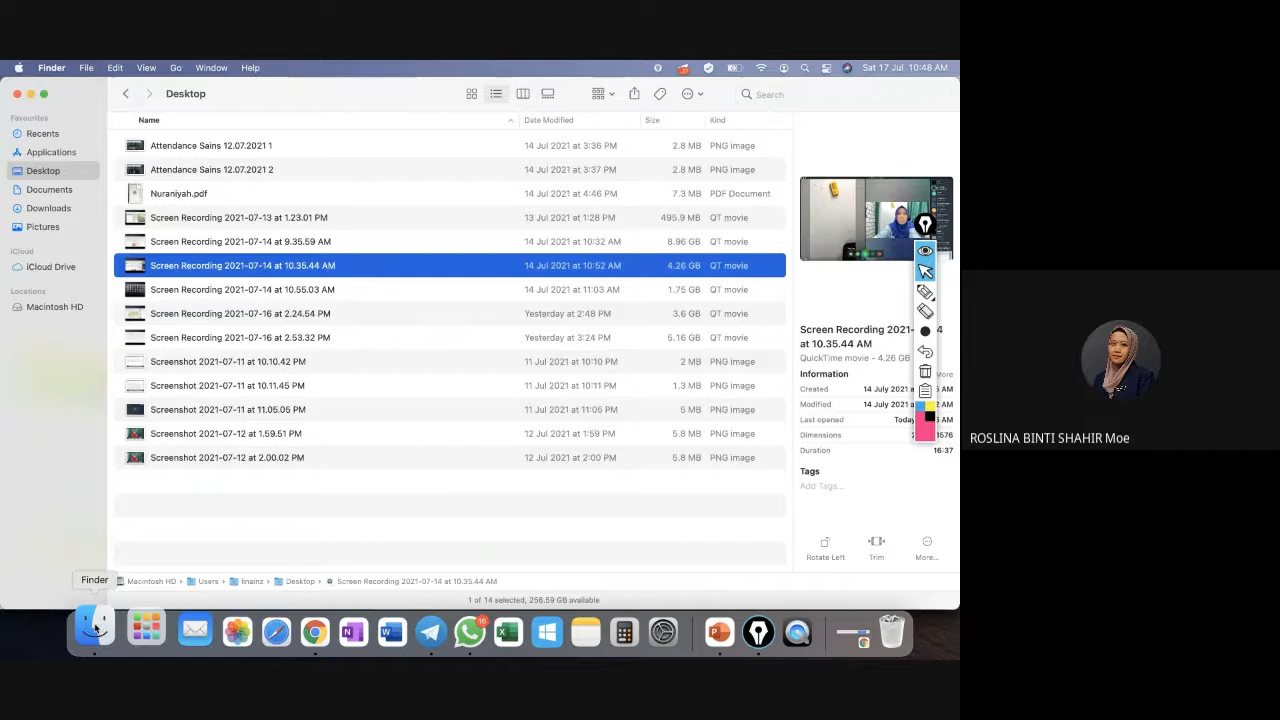 Finder File Edit View Go Window Help Sat 17 Jul 10:48 AM
Desktop Search
Favourites
Recents
Applications
Desktop
Documents
Downloads
Pictures
iCloud
iCloud Drive
Locations
Macintosh HD
Name Date Modified Size Kind
Attendance Sains 12.07.2021 1 14 Jul 2021 at 3:36 PM 2.8 MB PNG image
Attendance Sains 12.07.2021 2 14 Jul 2021 at 3:37 PM 2.8 MB PNG image
Nuraniyah.pdf 14 Jul 2021 at 4:46 PM 7.3 MB PDF Document
Screen Recording 2021-07-13 at 1.23.01 PM 13 Jul 2021 at 1:28 PM 495.9 MB QT movie
Screen Recording 2021-07-14 at 9.35.59 AM 14 Jul 2021 at 10:32 AM 8.96 GB QT movie
Screen Recording 2021-07-14 at 10.35.44 AM 14 Jul 2021 at 10:52 AM 4.26 GB QT movie
Screen Recording 2021-07-14 at 10.55.03 AM 14 Jul 2021 at 11:03 AM 1.75 GB QT movie
Screen Recording 2021-07-16 at 2.24.54 PM Yesterday at 2:48 PM 3.6 GB QT movie
Screen Recording 2021-07-16 at 2.53.32 PM Yesterday at 3:24 PM 5.16 GB QT movie
Screenshot 2021-07-11 at 10.10.42 PM 11 Jul 2021 at 10:10 PM 2 MB PNG image
Screenshot 2021-07-11 at 10.11.45 PM 11 Jul 2021 at 10:11 PM 1.3 MB PNG image
Screenshot 2021-07-11 at 11.05.05 PM 11 Jul 2021 at 11:05 PM 5 MB PNG image
Screenshot 2021-07-12 at 1.59.51 PM 12 Jul 2021 at 1:59 PM 5.8 MB PNG image
Screenshot 2021-07-12 at 2.00.02 PM 12 Jul 2021 at 2:00 PM 5.8 MB PNG image
Screen Recording 2021- 4
at 10.35.44 AM
QuickTime movie - 4.26 GB
Information More
Created 14 July 2021 a AM
Modified 14 July 2021 a 2 AM
Last opened Toda AM
Dimensions 2 1576
Duration 16:37
Tags
Add Tags...
Rotate Left Trim More...
Macintosh HD › Users › linainz › Desktop › Screen Recording 2021-07-14 at 10.35.44 AM
1 of 14 selected, 256.59 GB available
Finder
16
ROSLINA BINTI SHAHIR Moe